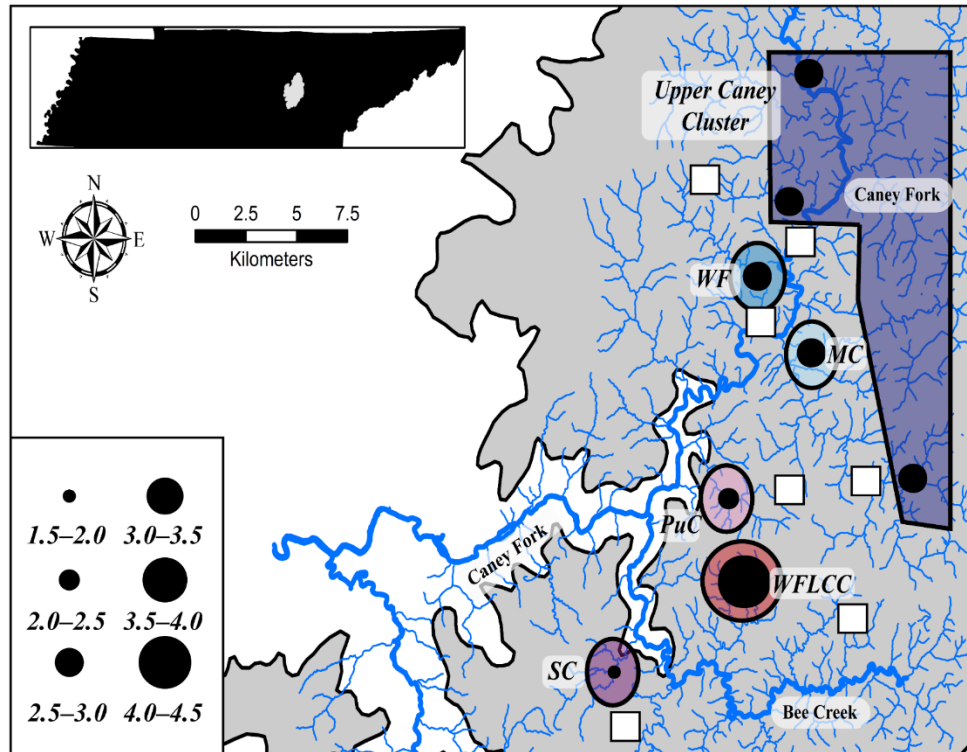 Upper Caney
Cluster
Caney Fork
N
W E
S
0 2.5 5 7.5
Kilometers
WF
MC
PuC
Caney Fork
WFLCC
SC
Bee Creek
1.5–2.0 3.0–3.5
2.0–2.5 3.5–4.0
2.5–3.0 4.0–4.5